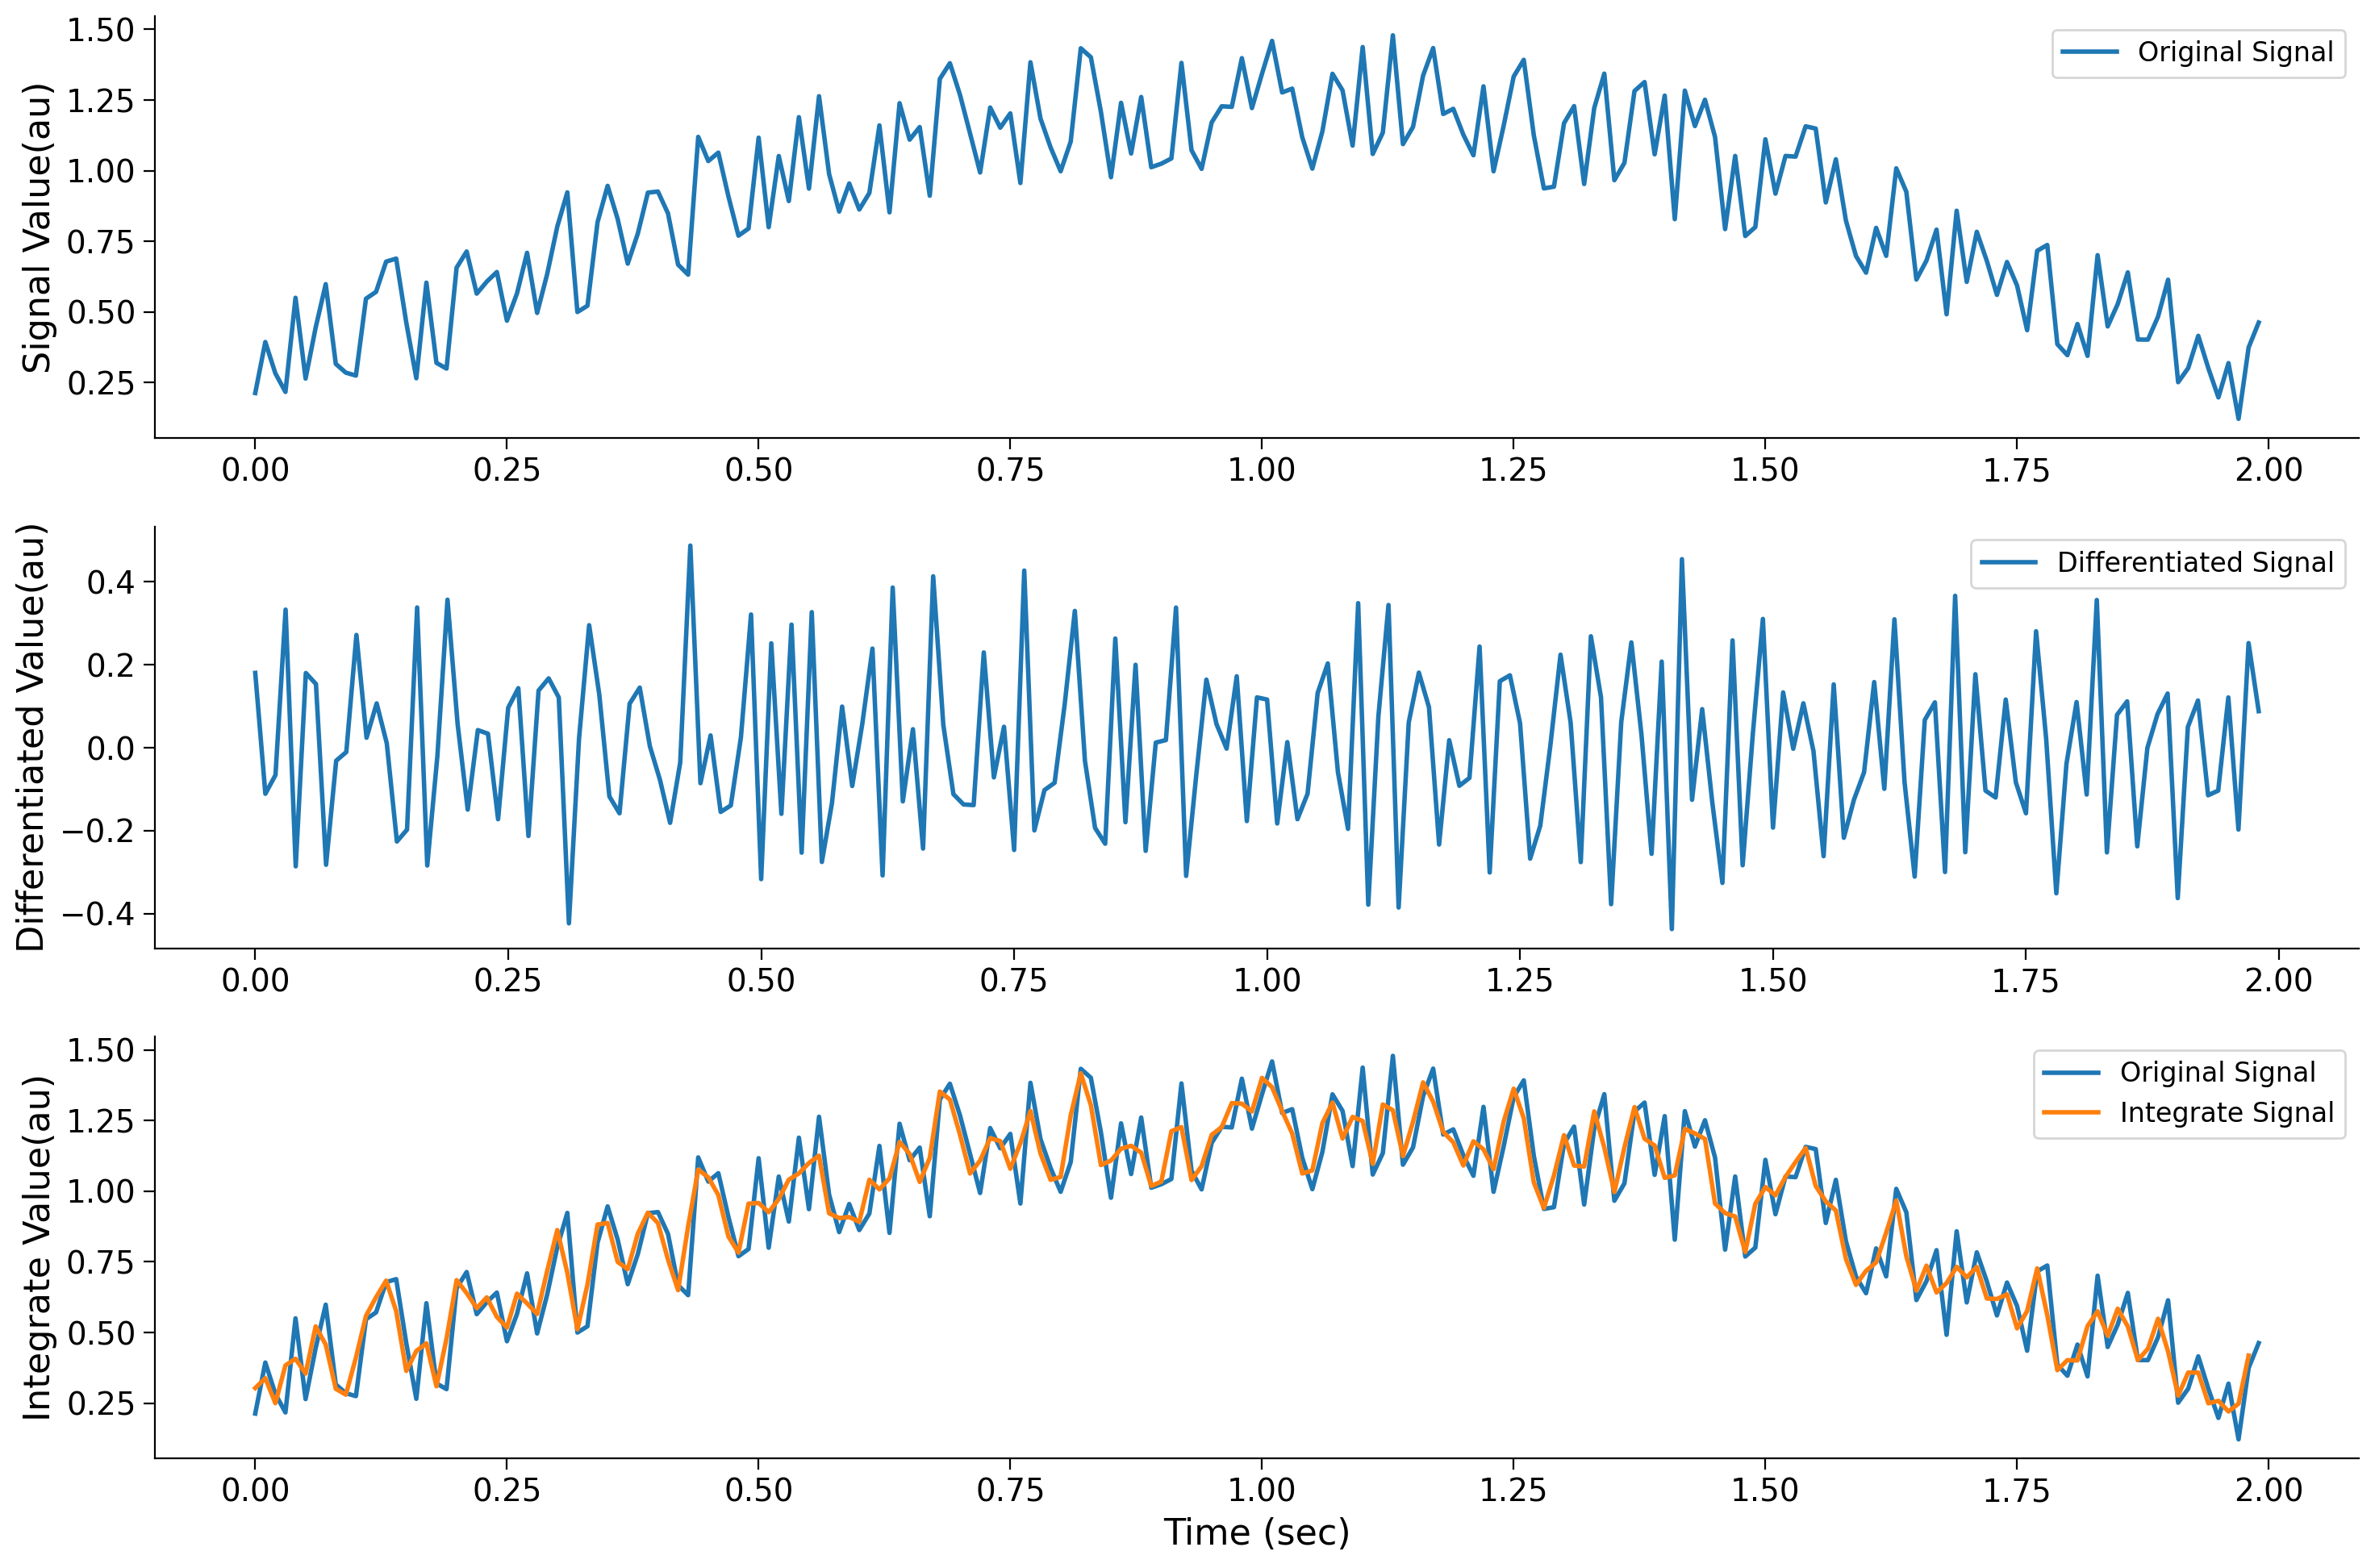 Signal Value(au)
1.50
1.25
1.00
0.75
0.50
0.25
Original Signal
0.00 0.25 0.50 0.75 1.00 1.25 1.50 1.75 2.00
Differentiated Value(au)
0.4
0.2
0.0
−0.2
−0.4
Differentiated Signal
0.00 0.25 0.50 0.75 1.00 1.25 1.50 1.75 2.00
Integrate Value(au)
1.50
1.25
1.00
0.75
0.50
0.25
Original Signal
Integrate Signal
0.00 0.25 0.50 0.75 1.00 1.25 1.50 1.75 2.00
Time (sec)